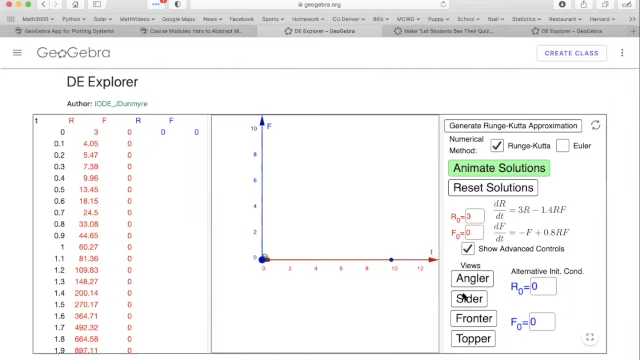 geogebra.org
Math3000 Python Solar MathVideos Google Maps Sports Homework CU Denver Bills MCWG Puppy Fball Statistics Restaurant Harvard
GeoGebra App for Plotting Systems
Course Modules: Intro to Abstract M...
DE Explorer – GeoGebra
Make "Let Students See Their Quiz...
DE Explorer – GeoGebra
GeoGebra
CREATE CLASS
DE Explorer
Author: IODE_JDunmyre
t R F R F
0 3 0 0 0
0.1 4.05 0
0.2 5.47 0
0.3 7.38 0
0.4 9.96 0
0.5 13.45 0
0.6 18.15 0
0.7 24.5 0
0.8 33.08 0
0.9 44.65 0
1 60.27 0
1.1 81.36 0
1.2 109.83 0
1.3 148.27 0
1.4 200.14 0
1.5 270.17 0
1.6 364.71 0
1.7 492.32 0
1.8 664.58 0
1.9 897.11 0
F
10
8
6
4
2
0
t
0 2 4 6 8 10 12
Generate Runge-Kutta Approximation
Numerical
Method:
Runge-Kutta
Euler
Animate Solutions
Reset Solutions
R₀=3
dR/dt = 3R − 1.4RF
F₀=0
dF/dt = −F + 0.8RF
Show Advanced Controls
Views
Angler
Sider
Fronter
Topper
Alternative Init. Cond.
R₀=0
F₀=0